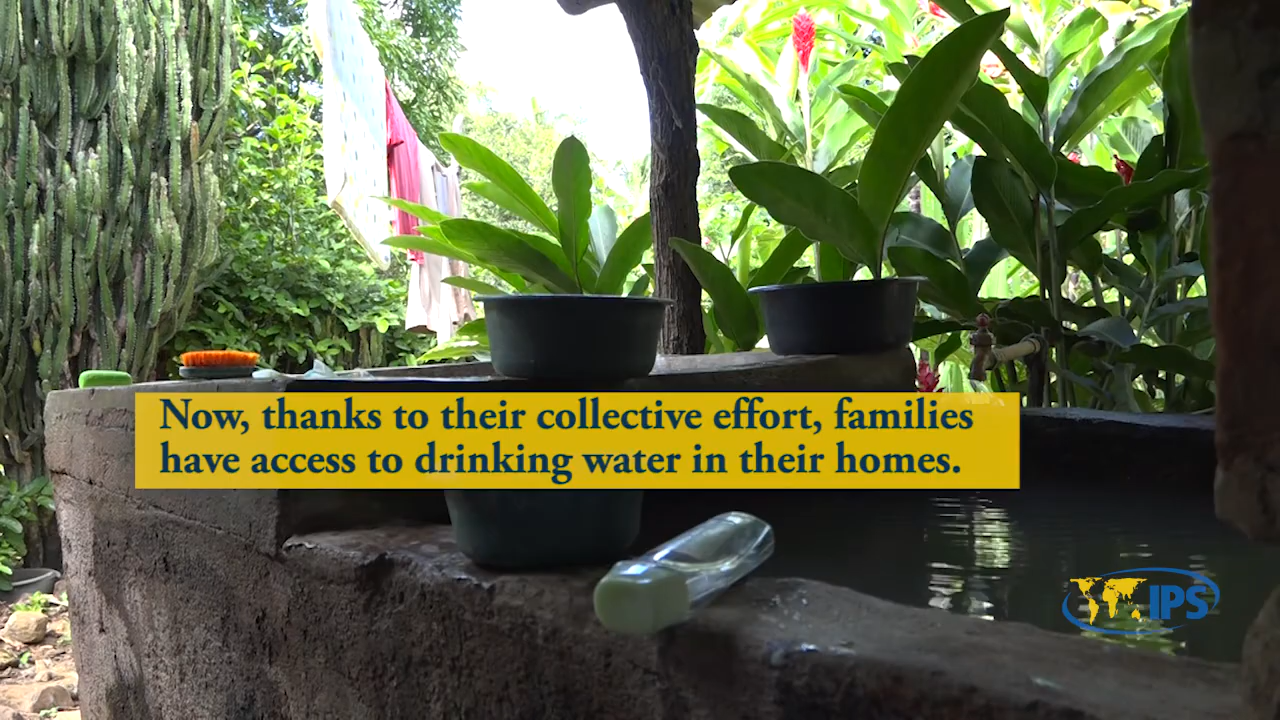 Now, thanks to their collective effort, families
have access to drinking water in their homes.
IPS